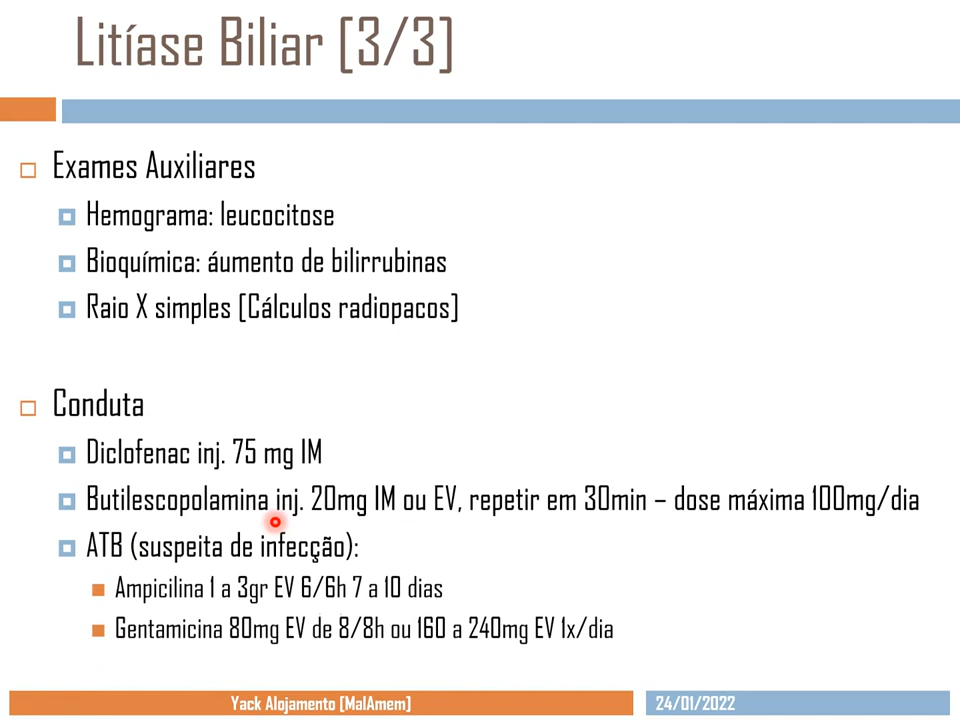 Litíase Biliar [3/3]
Exames Auxiliares
Hemograma: leucocitose
Bioquímica: áumento de bilirrubinas
Raio X simples [Cálculos radiopacos]
Conduta
Diclofenac inj. 75 mg IM
Butilescopolamina inj. 20mg IM ou EV, repetir em 30min – dose máxima 100mg/dia
ATB (suspeita de infecção):
Ampicilina 1 a 3gr EV 6/6h 7 a 10 dias
Gentamicina 80mg EV de 8/8h ou 160 a 240mg EV 1x/dia
Yack Alojamento [MalAmem]
24/01/2022